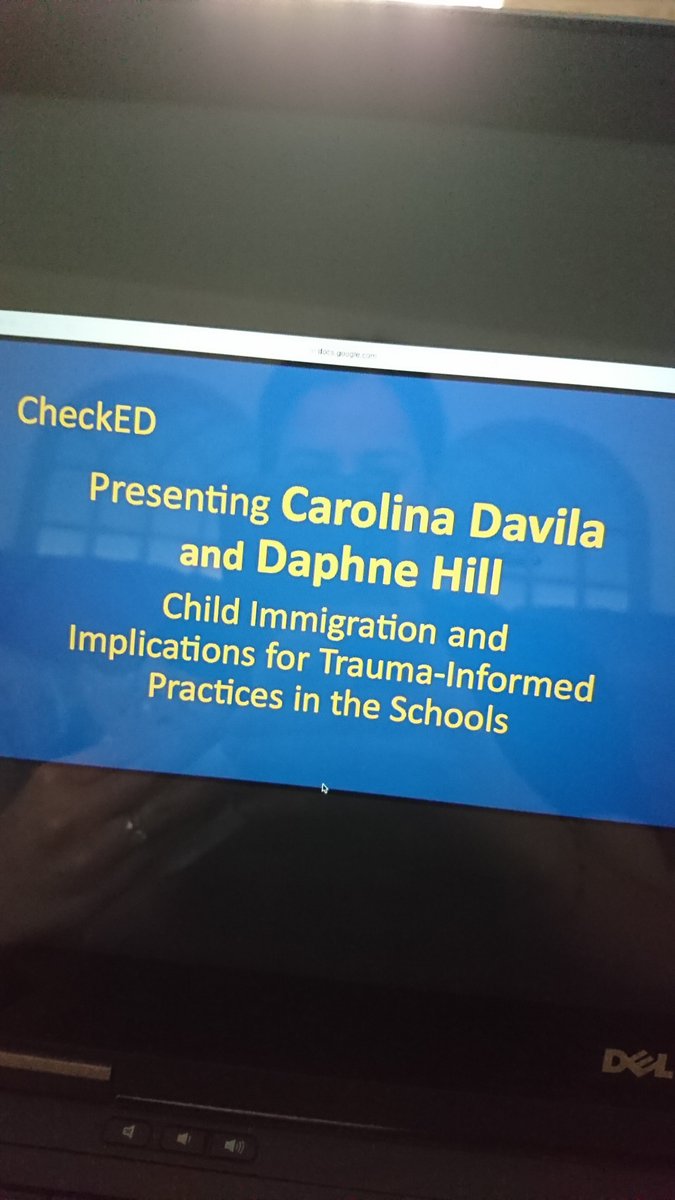 docs.google.com
CheckED
Presenting Carolina Davila
and Daphne Hill
Child Immigration and
Implications for Trauma-Informed
Practices in the Schools
DELL